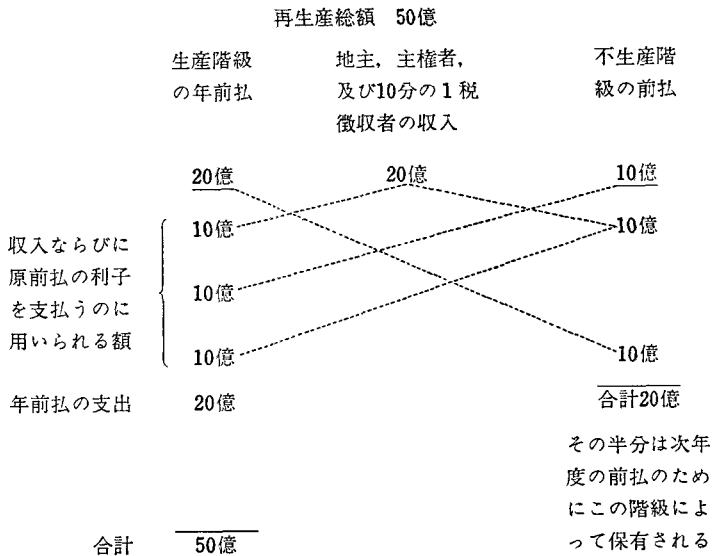 再生産総額 50億
生産階級
の年前払
地主，主権者，
及び10分の1税
徴収者の収入
不生産階
級の前払
20億
20億
10億
収入ならびに
原前払の利子
を支払うのに
用いられる額
10億
10億
10億
10億
10億
年前払の支出
20億
合計20億
その半分は次年
度の前払のため
にこの階級によ
って保有される
合計
50億